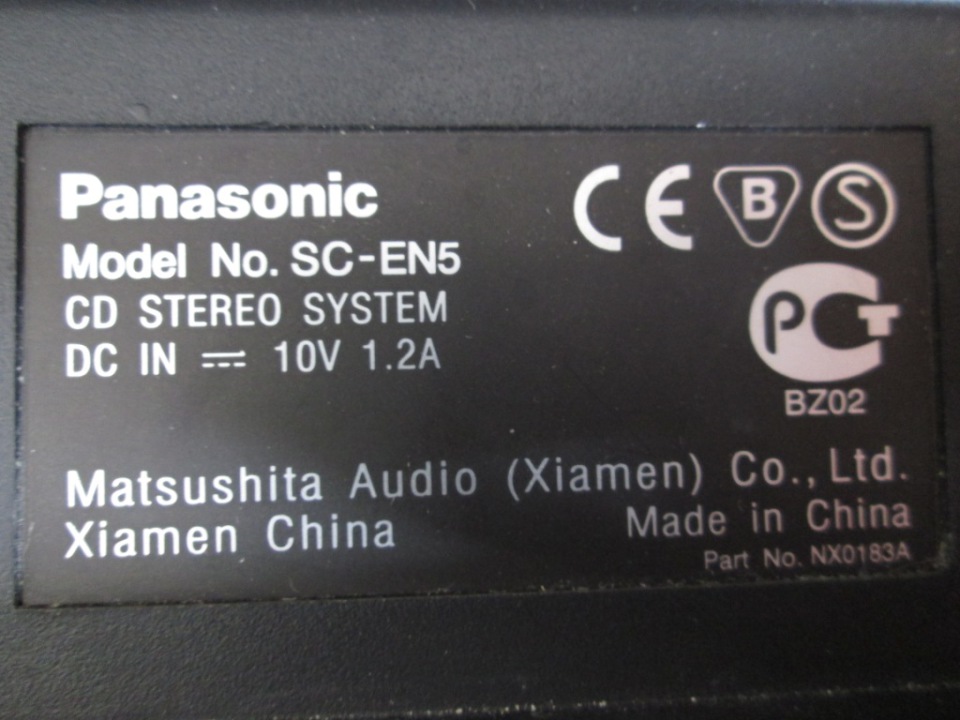 Panasonic
Model No. SC-EN5
CD STEREO SYSTEM
DC IN ⎓ 10V 1.2A
CE B S
PCT
BZ02
Matsushita Audio (Xiamen) Co., Ltd.
Xiamen China
Made in China
Part No. NX0183A